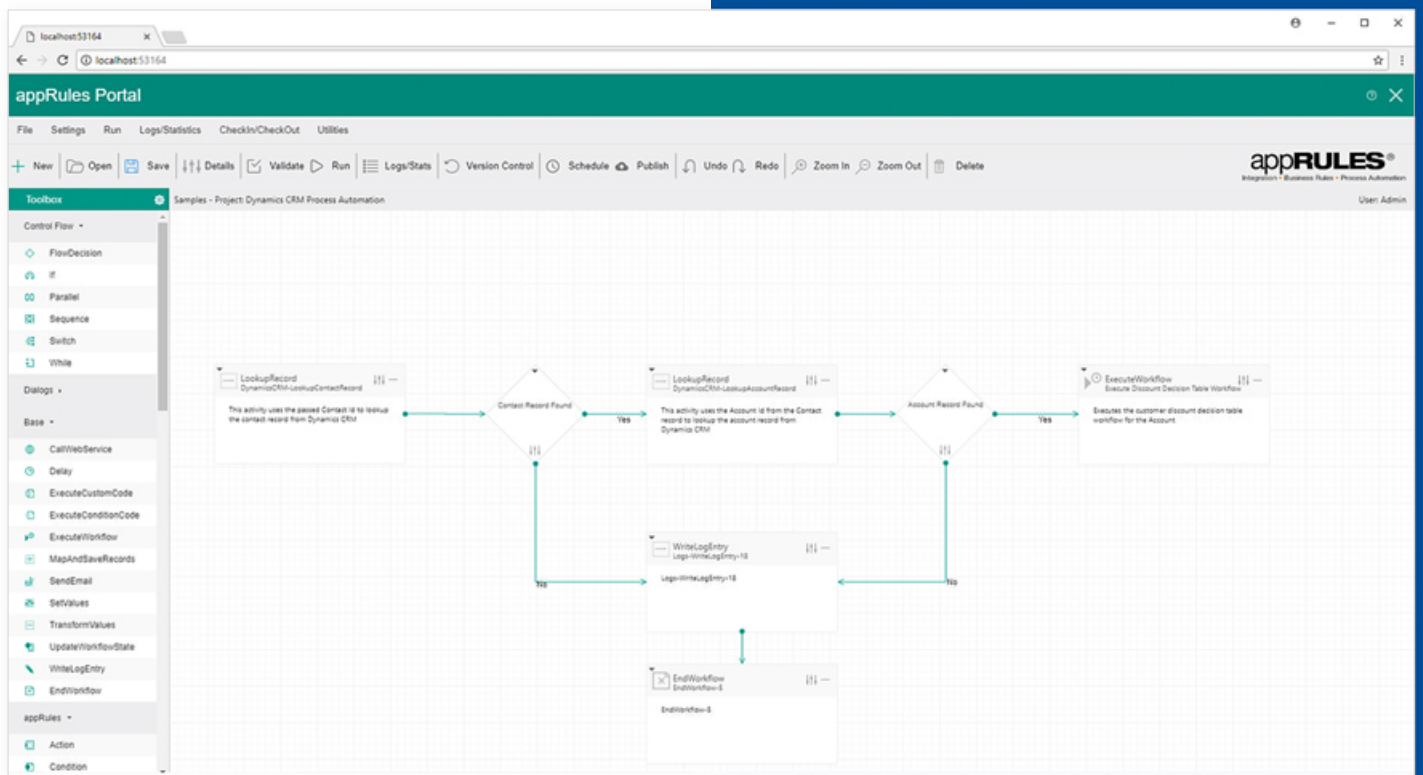 localhost:53164
localhost:53164
appRules Portal
File Settings Run Logs/Statistics CheckIn/CheckOut Utilities
New Open Save Details Validate Run Logs/Stats Version Control Schedule Publish Undo Redo Zoom In Zoom Out Delete
appRULES®
Integration • Business Rules • Process Automation
Toolbox
Samples - Project: Dynamics CRM Process Automation
User: Admin
Control Flow
FlowDecision
If
Parallel
Sequence
Switch
While
Dialogs
Base
CallWebService
Delay
ExecuteCustomCode
ExecuteConditionCode
ExecuteWorkflow
MapAndSaveRecords
SendEmail
SetValues
TransformValues
UpdateWorkflowState
WriteLogEntry
EndWorkflow
appRules
Action
Condition
LookupRecord
DynamicsCRM-LookupContactRecord
This activity uses the passed Contact Id to lookup
the contact record from Dynamics CRM
Contact Record Found
Yes
No
LookupRecord
DynamicsCRM-LookupAccountRecord
This activity uses the Account Id from the Contact
record to lookup the account record from
Dynamics CRM
Account Record Found
Yes
No
ExecuteWorkflow
Execute Discount Decision Table Workflow
Executes the customer discount decision table
workflow for the Account
WriteLogEntry
Logs-WriteLogEntry-18
Logs-WriteLogEntry-18
EndWorkflow
EndWorkflow-8
EndWorkflow-8